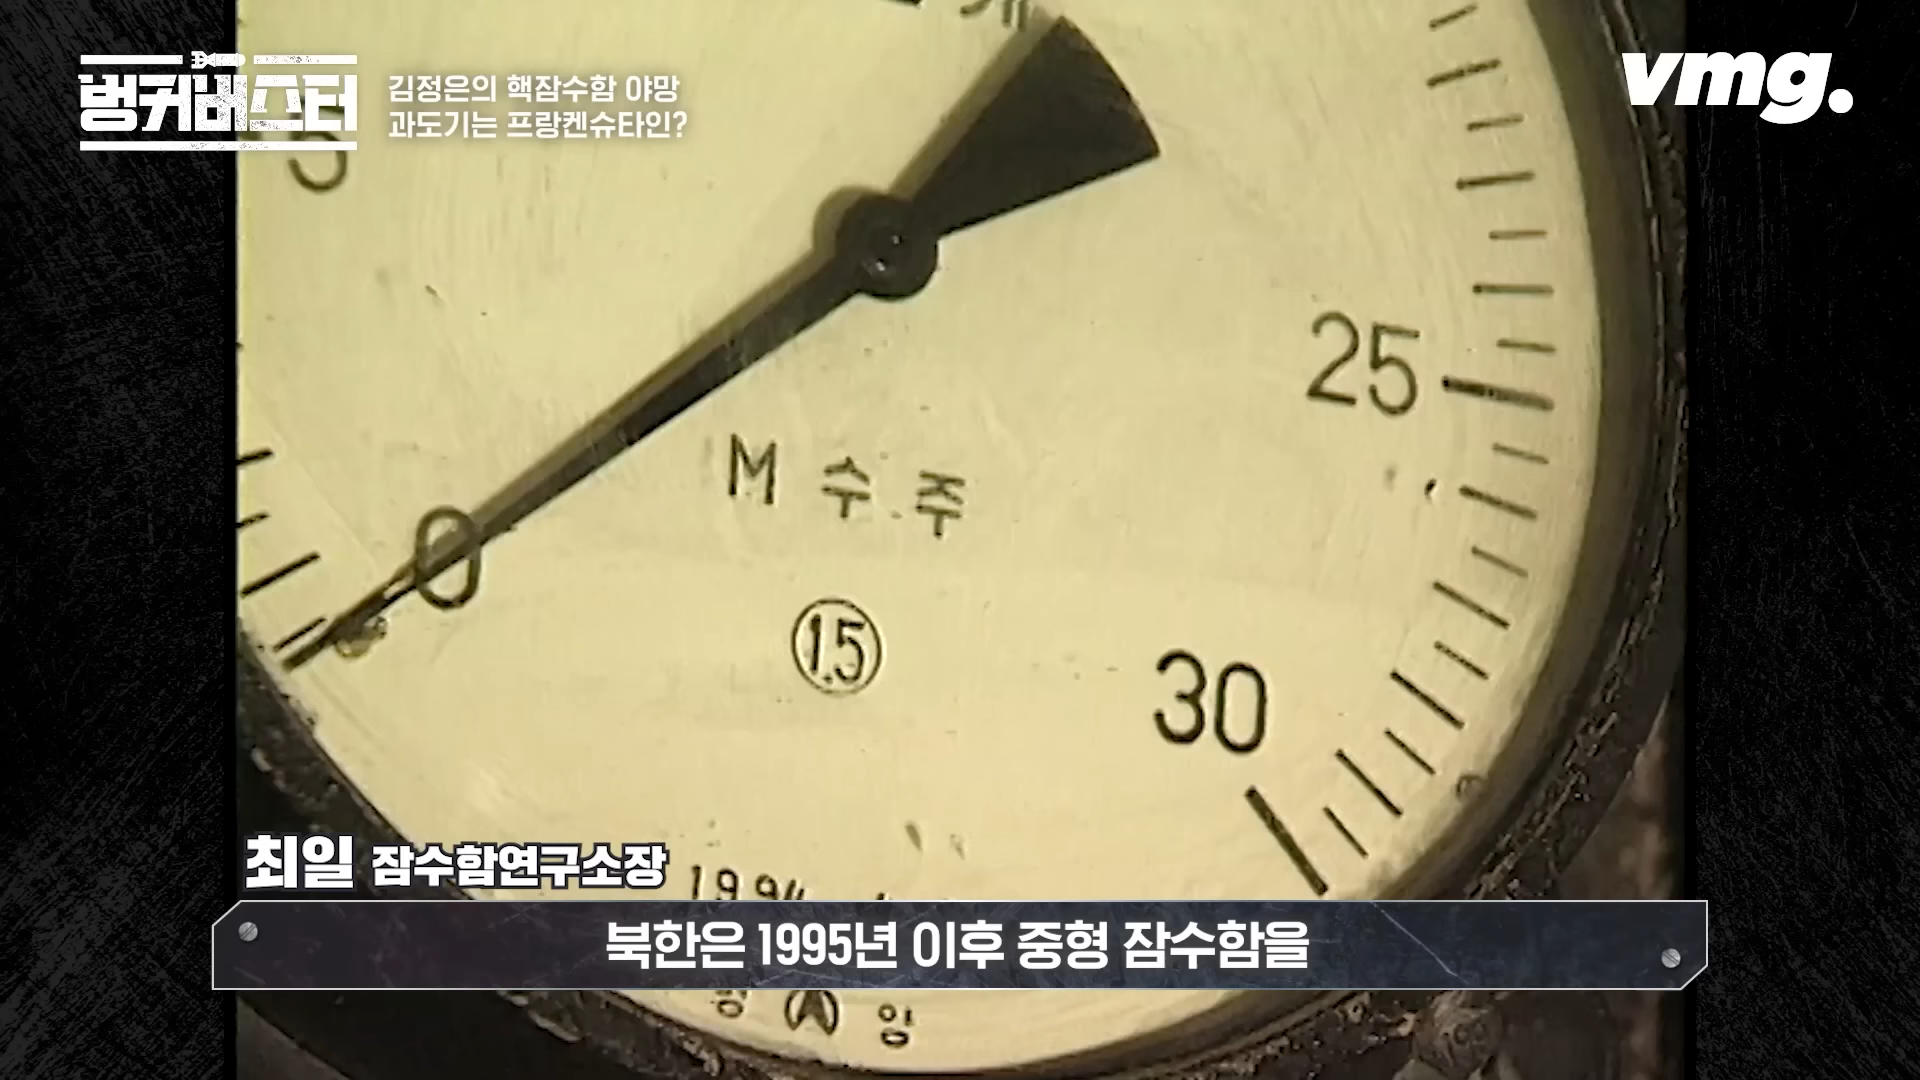 벙커버스터
김정은의 핵잠수함 야망
과도기는 프랑켄슈타인?
vmg.
5
25
M 수주
1.5
30
최일 잠수함연구소장
1994
북한은 1995년 이후 중형 잠수함을